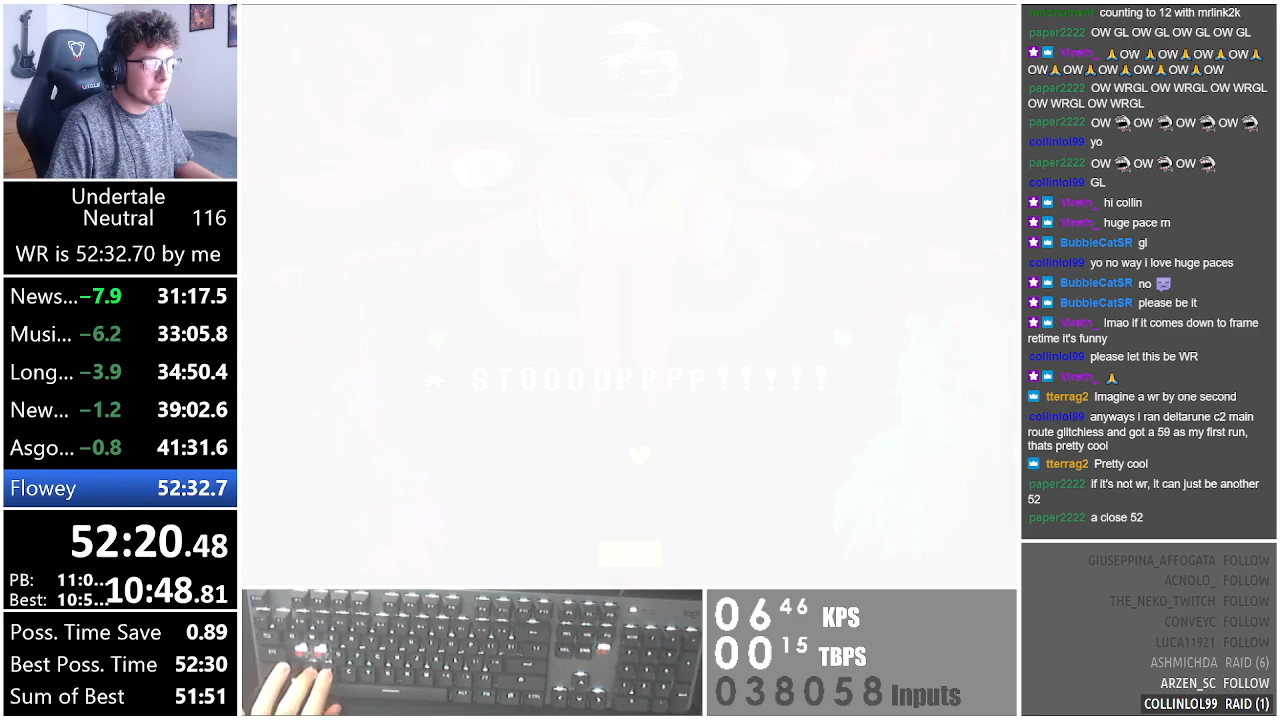 Undertale
Neutral 116
WR is 52:32.70 by me
News... −7.9 31:17.5
Musi... −6.2 33:05.8
Long... −3.9 34:50.4
New... −1.2 39:02.6
Asgo... −0.8 41:31.6
Flowey 52:32.7
52:20.48
PB: 11:0...
Best: 10:5...
10:48.81
Poss. Time Save 0.89
Best Poss. Time 52:30
Sum of Best 51:51
* STOOOOPPPP!!!!!
06 46 KPS
00 15 TBPS
038058 Inputs
counting to 12 with mrlink2k
paper2222 OW GL OW GL OW GL OW GL
Vireth_ 🙏OW 🙏OW🙏OW🙏OW🙏
OW🙏OW🙏OW🙏OW🙏OW🙏OW
paper2222 OW WRGL OW WRGL OW WRGL
OW WRGL OW WRGL
paper2222 OW OW OW OW
collinlol99 yo
paper2222 OW OW OW
collinlol99 GL
Vireth_ hi collin
Vireth_ huge pace rn
BubbleCatSR gl
collinlol99 yo no way i love huge paces
BubbleCatSR no
BubbleCatSR please be it
Vireth_ lmao if it comes down to frame
retime it's funny
collinlol99 please let this be WR
Vireth_ 🙏
tterrag2 Imagine a wr by one second
collinlol99 anyways i ran deltarune c2 main
route glitchless and got a 59 as my first run,
thats pretty cool
tterrag2 Pretty cool
paper2222 If it's not wr, it can just be another
52
paper2222 a close 52
GIUSEPPINA_AFFOGATA FOLLOW
ACNOLO_ FOLLOW
THE_NEKO_TWITCH FOLLOW
CONVEYC FOLLOW
LUCA11921 FOLLOW
ASHMICHDA RAID (6)
ARZEN_SC FOLLOW
COLLINLOL99 RAID (1)